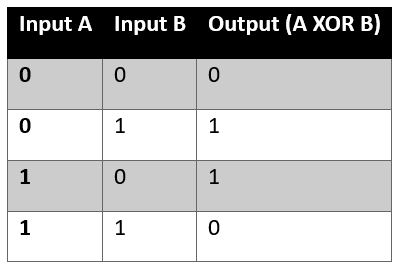 Input A Input B Output (A XOR B)
0 0 0
0 1 1
1 0 1
1 1 0